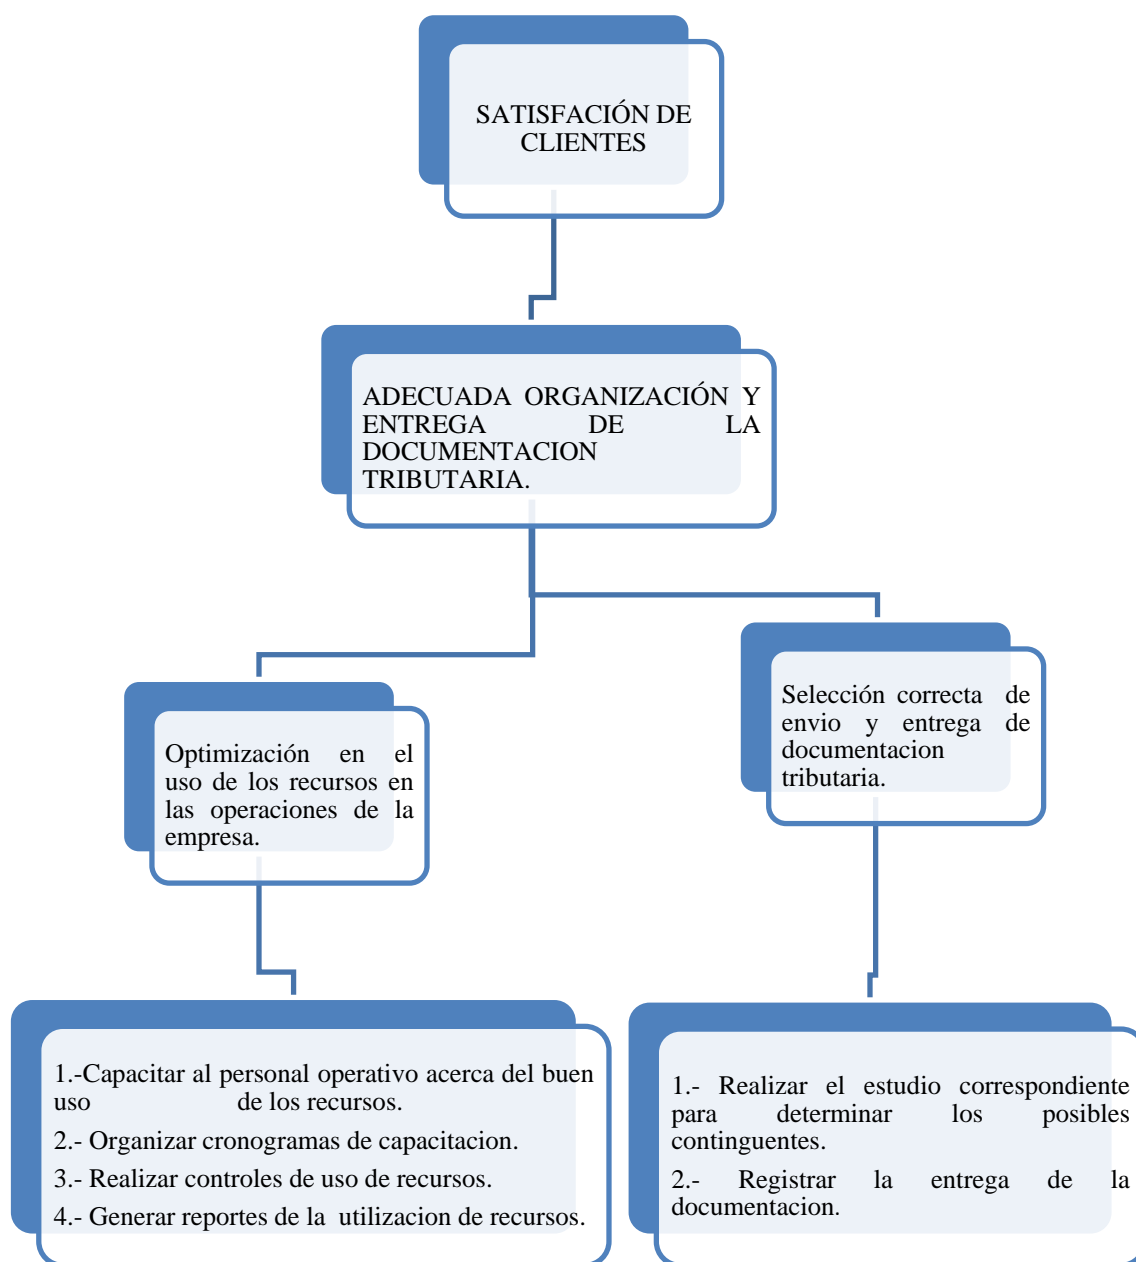 SATISFACIÓN DE
CLIENTES
ADECUADA ORGANIZACIÓN Y
ENTREGA DE LA
DOCUMENTACION
TRIBUTARIA.
Optimización en el
uso de los recursos en
las operaciones de la
empresa.
Selección correcta de
envio y entrega de
documentacion
tributaria.
1.-Capacitar al personal operativo acerca del buen
uso de los recursos.
2.- Organizar cronogramas de capacitacion.
3.- Realizar controles de uso de recursos.
4.- Generar reportes de la utilizacion de recursos.
1.- Realizar el estudio correspondiente
para determinar los posibles
continguentes.
2.- Registrar la entrega de la
documentacion.